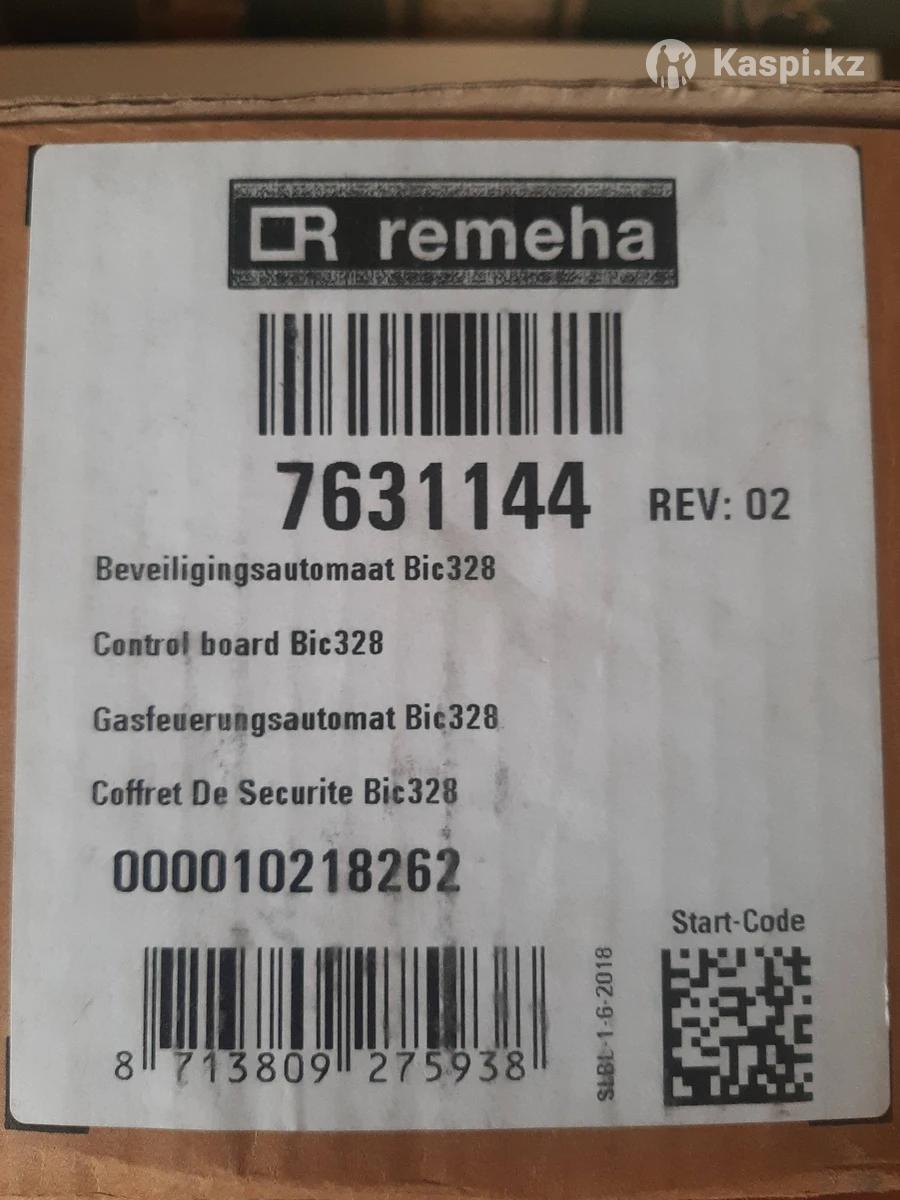 Kaspi.kz
remeha
7631144 REV: 02
Beveiligingsautomaat Bic328
Control board Bic328
Gasfeuerungsautomat Bic328
Coffret De Securite Bic328
000010218262
Start-Code
SLBL-1-6-2018
8 713809 275938